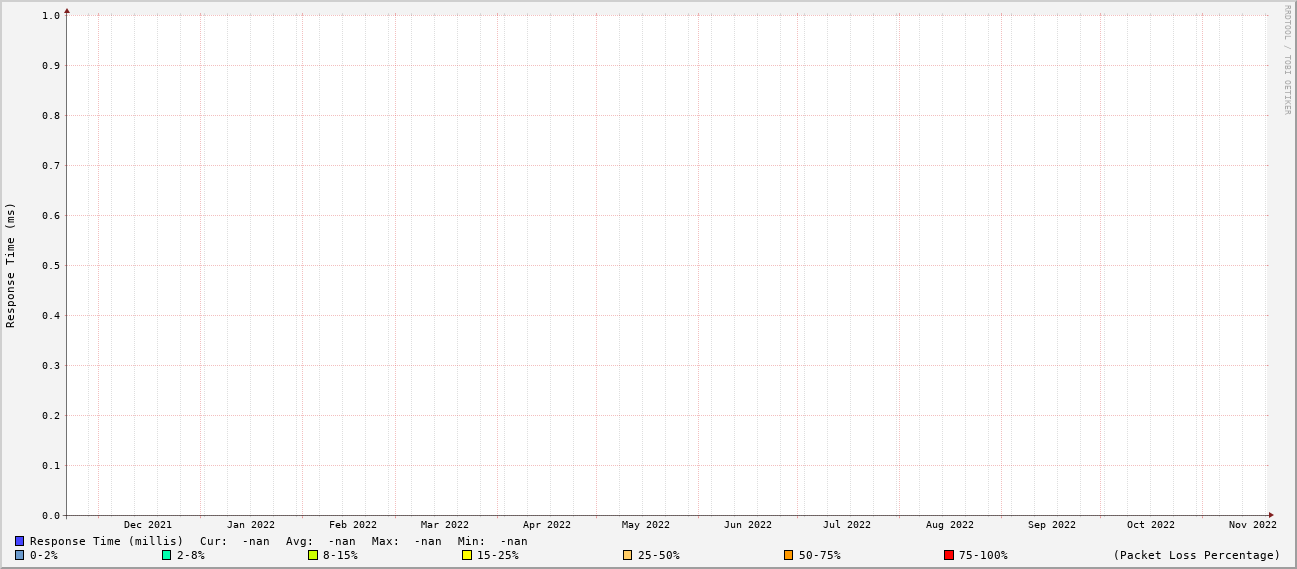 1.0
0.9
0.8
0.7
0.6
0.5
0.4
0.3
0.2
0.1
0.0
Response Time (ms)
RRDTOOL / TOBI OETIKER
Dec 2021 Jan 2022 Feb 2022 Mar 2022 Apr 2022 May 2022 Jun 2022 Jul 2022 Aug 2022 Sep 2022 Oct 2022 Nov 2022
Response Time (millis) Cur: -nan Avg: -nan Max: -nan Min: -nan
0-2% 2-8% 8-15% 15-25% 25-50% 50-75% 75-100% (Packet Loss Percentage)